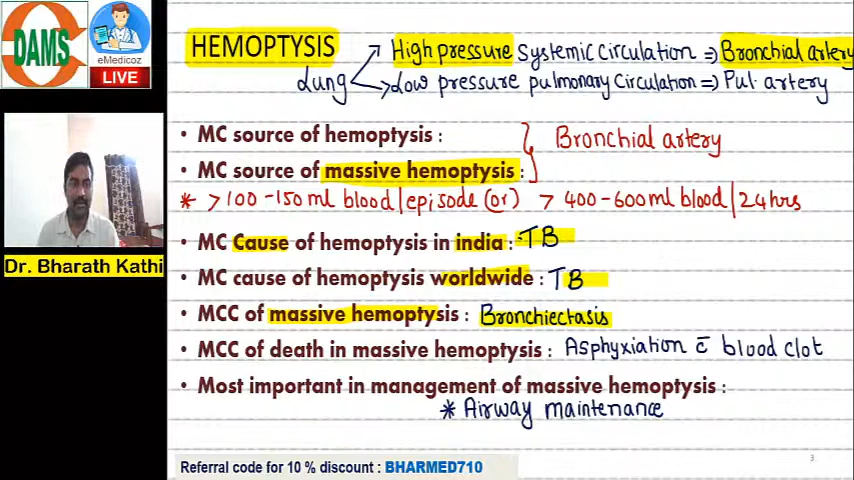 DAMS
eMedicoz
LIVE
HEMOPTYSIS
Lung
High pressure Systemic circulation ⇒ Bronchial artery
Low pressure pulmonary Circulation ⇒ Pul. artery
• MC source of hemoptysis :
• MC source of massive hemoptysis :
Bronchial artery
* > 100 -150 ml blood/episode (or) > 400-600 ml blood/24 hrs
• MC Cause of hemoptysis in india : TB
• MC cause of hemoptysis worldwide : TB
• MCC of massive hemoptysis : Bronchiectasis
• MCC of death in massive hemoptysis : Asphyxiation c̄ blood clot
• Most important in management of massive hemoptysis :
* Airway maintenance
Dr. Bharath Kathi
3
Referral code for 10 % discount : BHARMED710